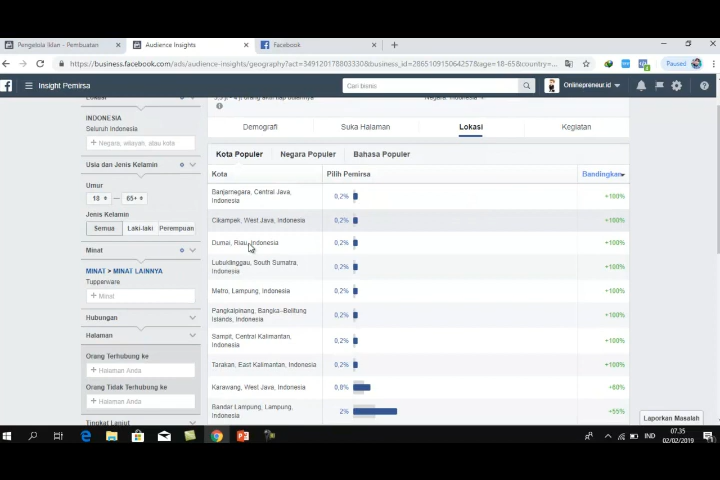 Pengelola Iklan - Pembuatan
Audience Insights
Facebook
https://business.facebook.com/ads/audience-insights/geography?act=349120178803330&business_id=2865109150642578&age=18-65&country=...
Paused
Insight Pemirsa
Cari bisnis
Onlinepreneur.id
INDONESIA
Seluruh Indonesia
Negara, wilayah, atau kota
Usia dan Jenis Kelamin
Umur
18 — 65+
Jenis Kelamin
Semua Laki-laki Perempuan
Minat
MINAT > MINAT LAINNYA
Tupperware
Minat
Hubungan
Halaman
Orang Terhubung ke
Halaman Anda
Orang Tidak Terhubung ke
Halaman Anda
Tingkat Lanjut
Demografi Suka Halaman Lokasi Kegiatan
Kota Populer Negara Populer Bahasa Populer
Kota Pilih Pemirsa Bandingkan
Banjarnegara, Central Java, Indonesia 0,2% +100%
Cikampek, West Java, Indonesia 0,2% +100%
Dumai, Riau, Indonesia 0,2% +100%
Lubuklinggau, South Sumatra, Indonesia 0,2% +100%
Metro, Lampung, Indonesia 0,2% +100%
Pangkalpinang, Bangka–Belitung Islands, Indonesia 0,2% +100%
Sampit, Central Kalimantan, Indonesia 0,2% +100%
Tarakan, East Kalimantan, Indonesia 0,2% +100%
Karawang, West Java, Indonesia 0,8% +60%
Bandar Lampung, Lampung, Indonesia 2% +55%
Laporkan Masalah
IND
07.35
02/02/2019